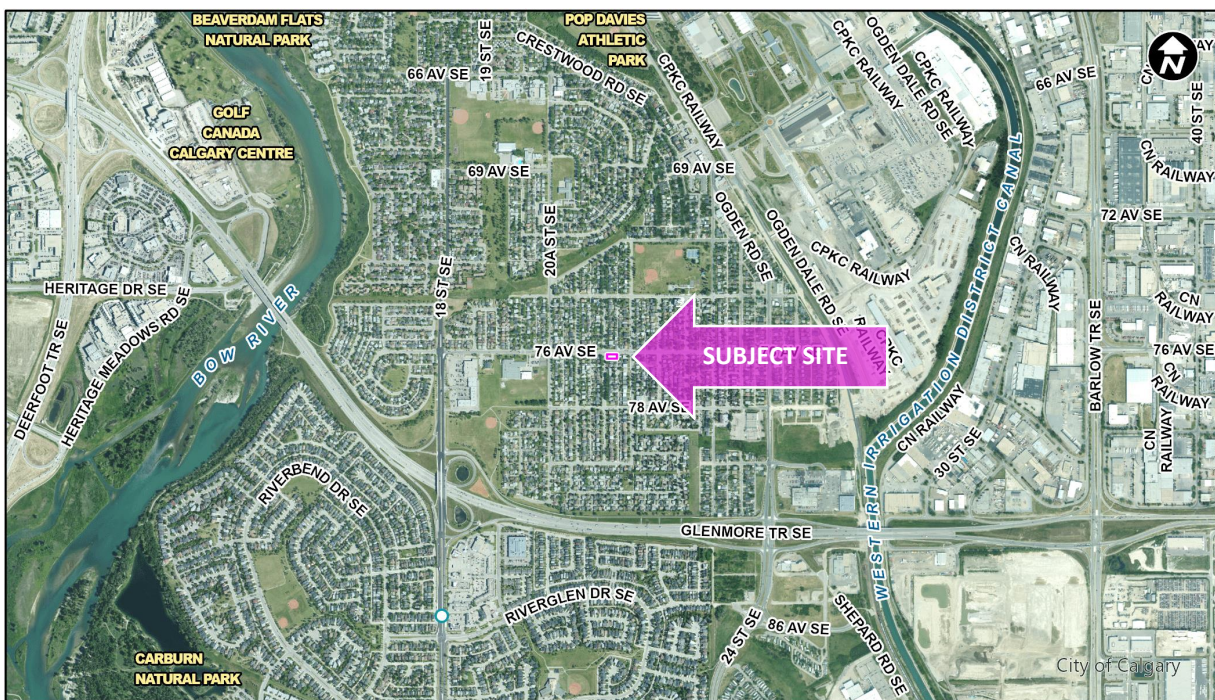 BEAVERDAM FLATS
NATURAL PARK
19 ST SE
POP DAVIES
ATHLETIC
PARK
CRESTWOOD RD SE
66 AV SE
CPKC RAILWAY
CPKC RAILWAY
OGDEN DALE RD SE
CPKC RAILWAY
66 AV SE
N
40 ST SE
GOLF
CANADA
CALGARY CENTRE
69 AV SE
69 AV SE
CN RAILWAY
20A ST SE
OGDEN RD SE
OGDEN DALE RD SE
CPKC RAILWAY
72 AV SE
CN RAILWAY
18 ST SE
HERITAGE DR SE
HERITAGE MEADOWS RD SE
BOW RIVER
DEERFOOT TR SE
CN
RAILWAY
BARLOW TR SE
76 AV SE
SUBJECT SITE
CPKC
RAILWAY
76 AV SE
CN
RAILWAY
78 AV SE
CN RAILWAY
30 ST SE
CN
RAILWAY
WESTERN IRRIGATION DISTRICT CANAL
RIVERBEND DR SE
GLENMORE TR SE
RIVERGLEN DR SE
24 ST SE
86 AV SE
SHEPARD RD SE
CARBURN
NATURAL PARK
City of Calgary